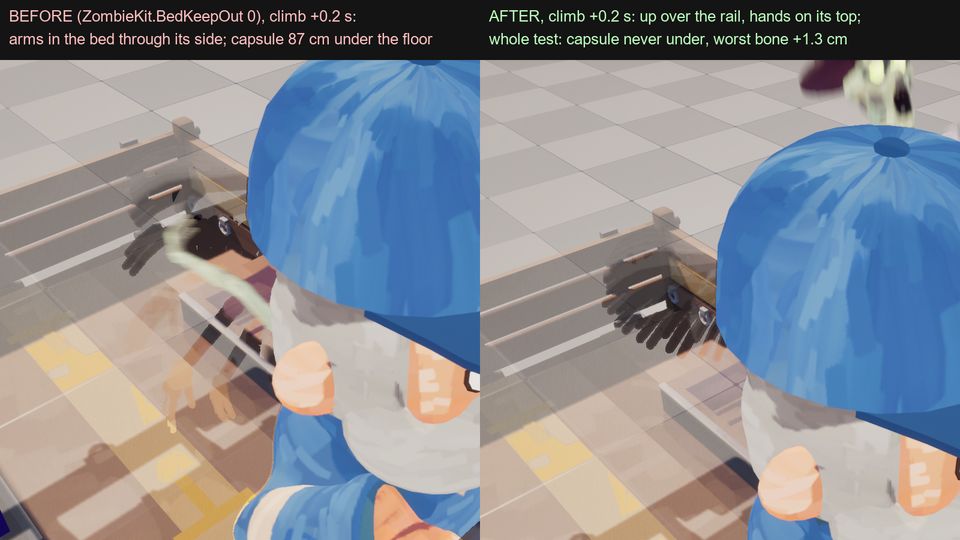 BEFORE (ZombieKit.BedKeepOut 0), climb +0.2 s:
arms in the bed through its side; capsule 87 cm under the floor
AFTER, climb +0.2 s: up over the rail, hands on its top;
whole test: capsule never under, worst bone +1.3 cm